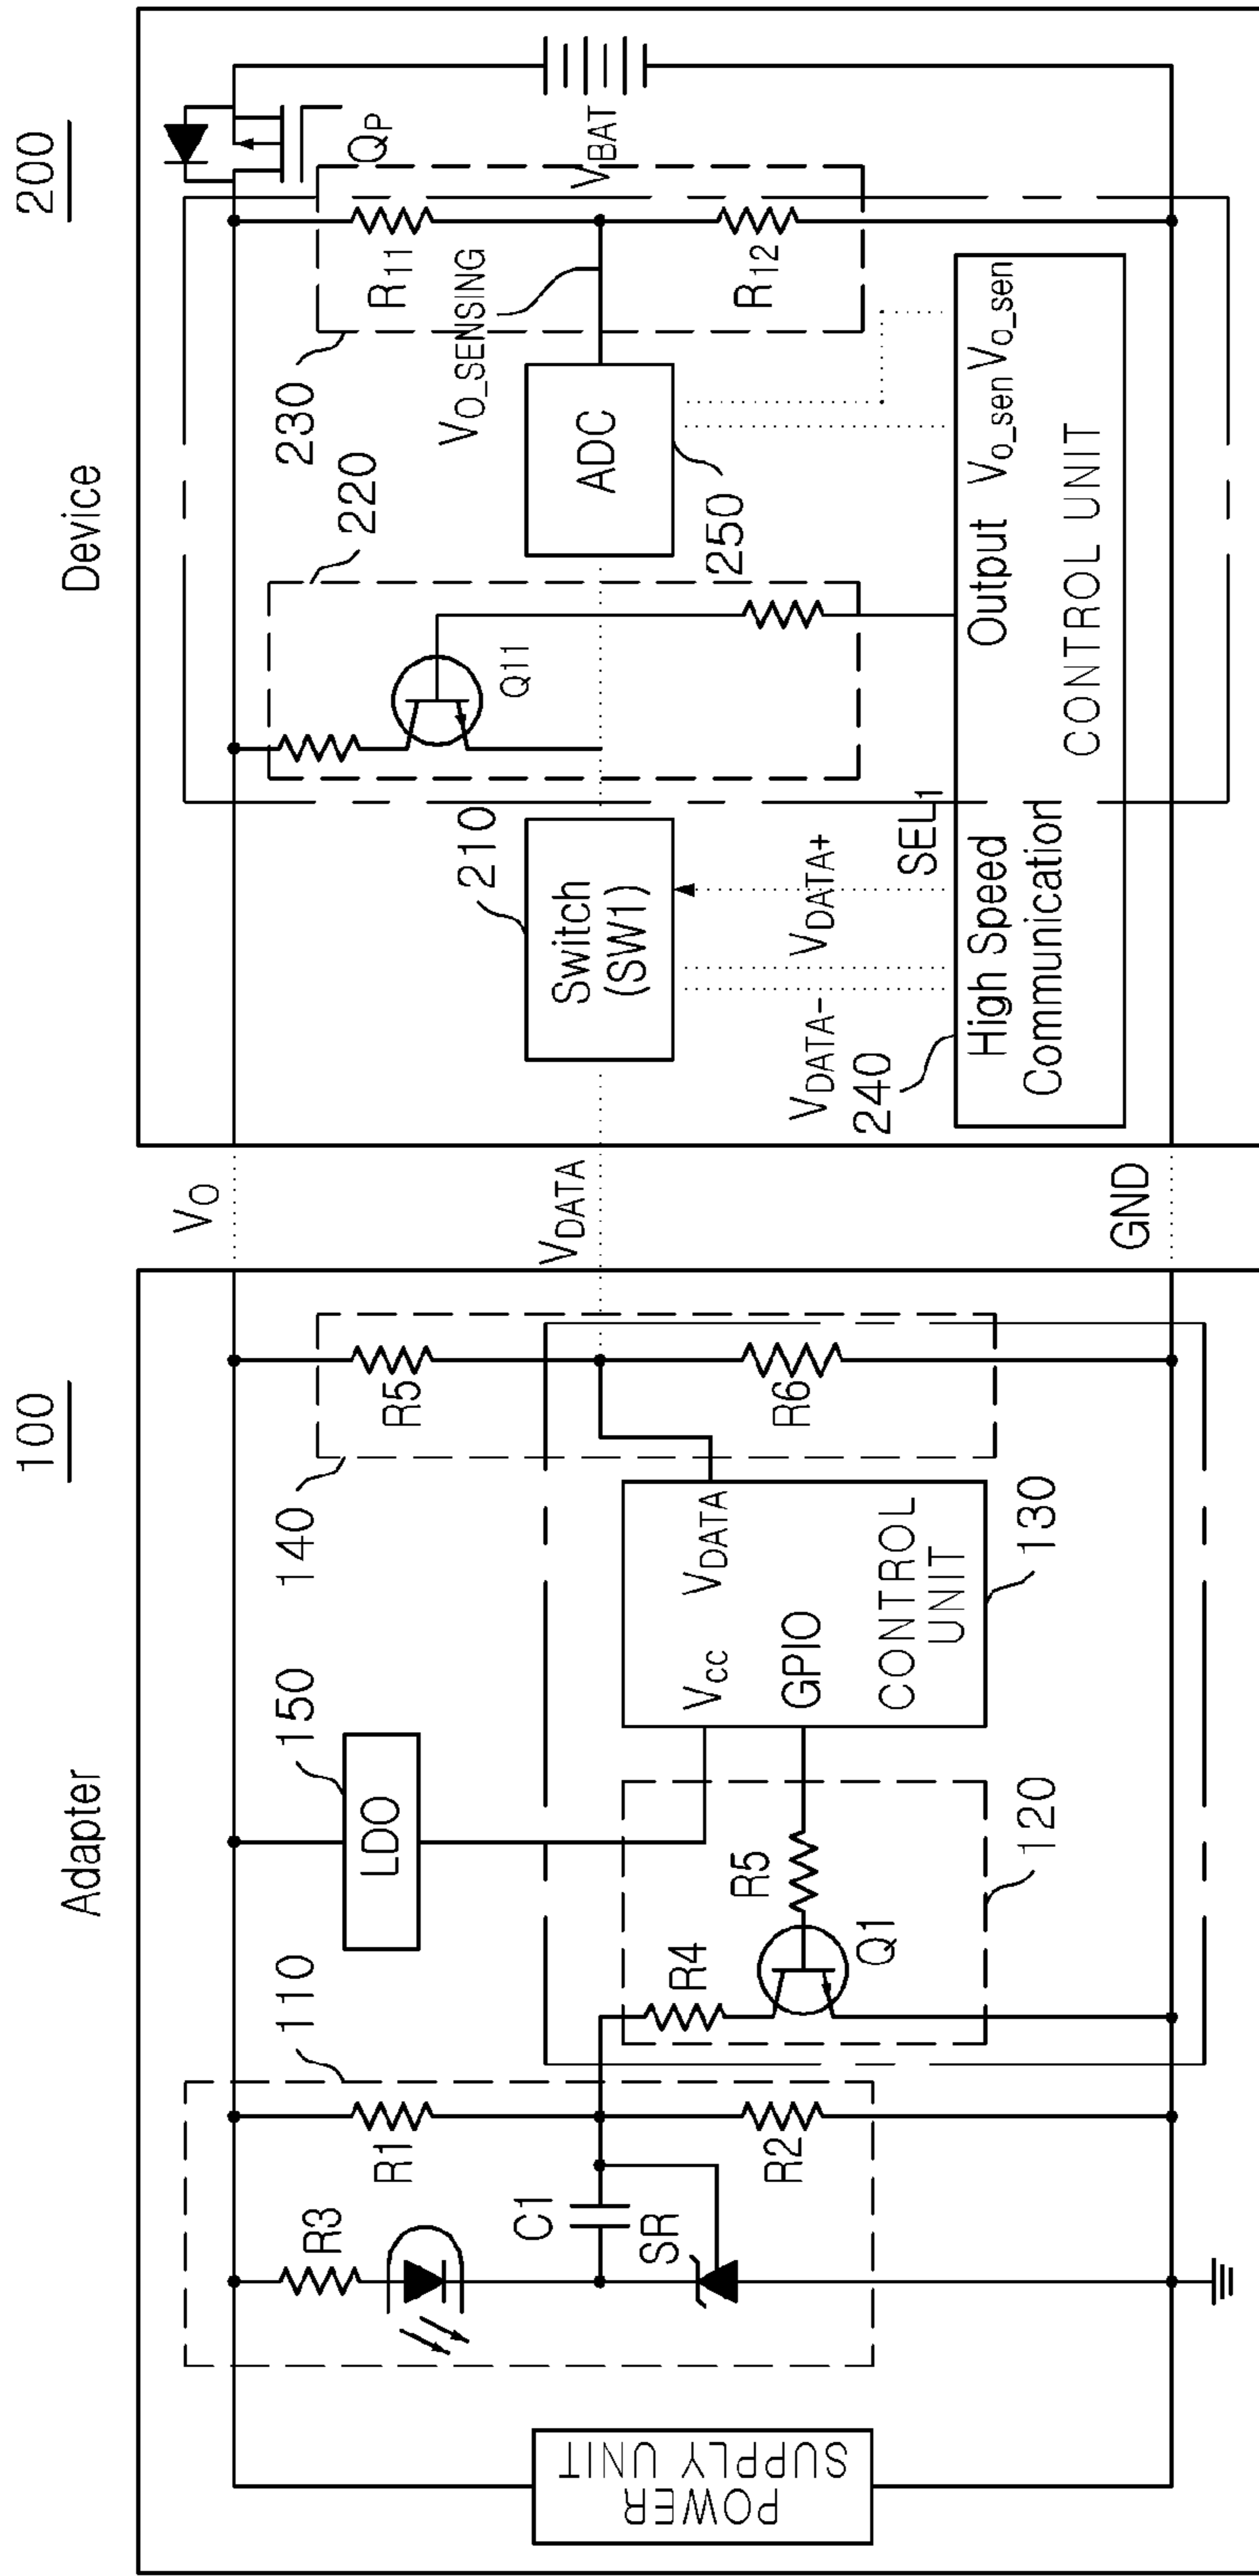 Adapter
100
Device
200
POWER
SUPPLY UNIT
110
R3
R1
C1
SR
R2
R4
Q1
R5
120
LDO
150
Vcc
VDATA
GPIO
CONTROL
UNIT
130
140
R5
R6
VO
VDATA
GND
210
Switch
(SW1)
VDATA-
VDATA+
SEL1
240
High Speed
Communication
Output
VO_sen
VO_sen
CONTROL UNIT
220
Q11
230
VO_SENSING
ADC
250
R11
R12
QP
VBAT